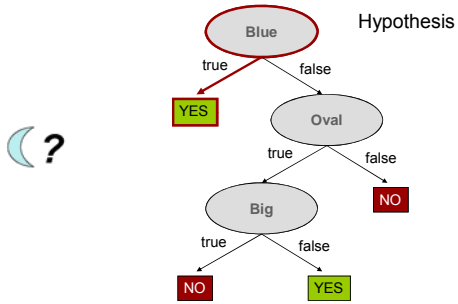 Hypothesis
Blue
true
false
YES
Oval
?
true
false
Big
NO
true
false
NO
YES